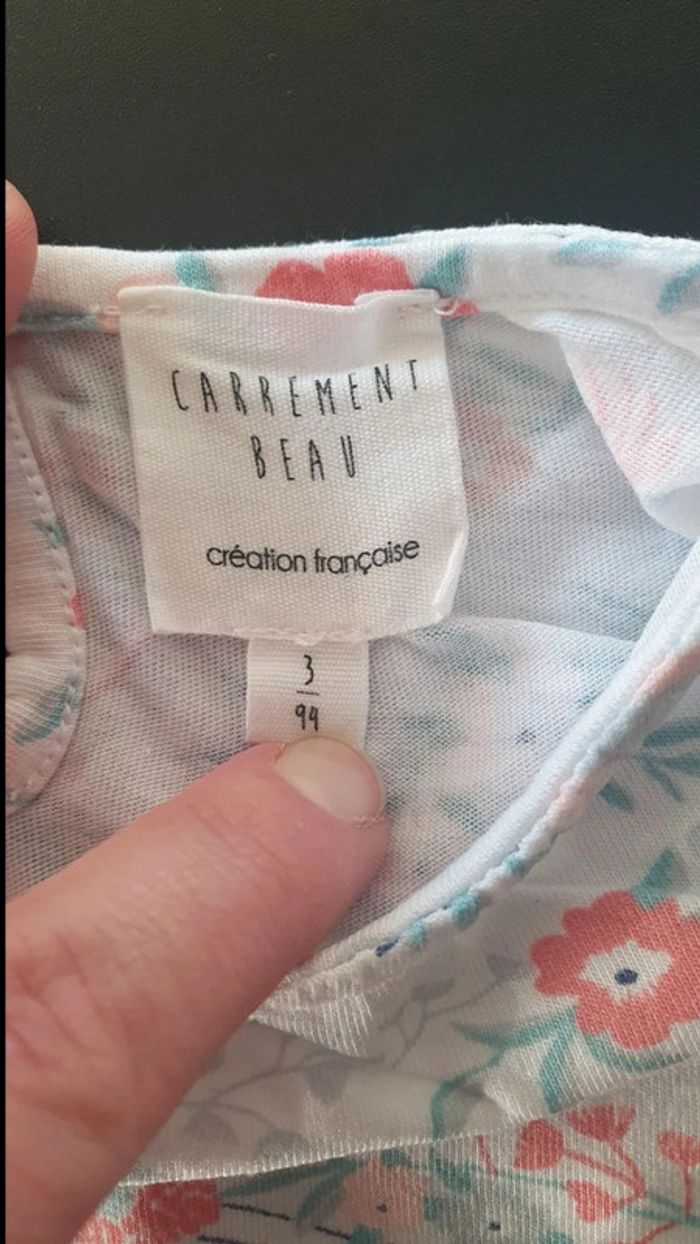 CARREMENT
BEAU
création française
3
94